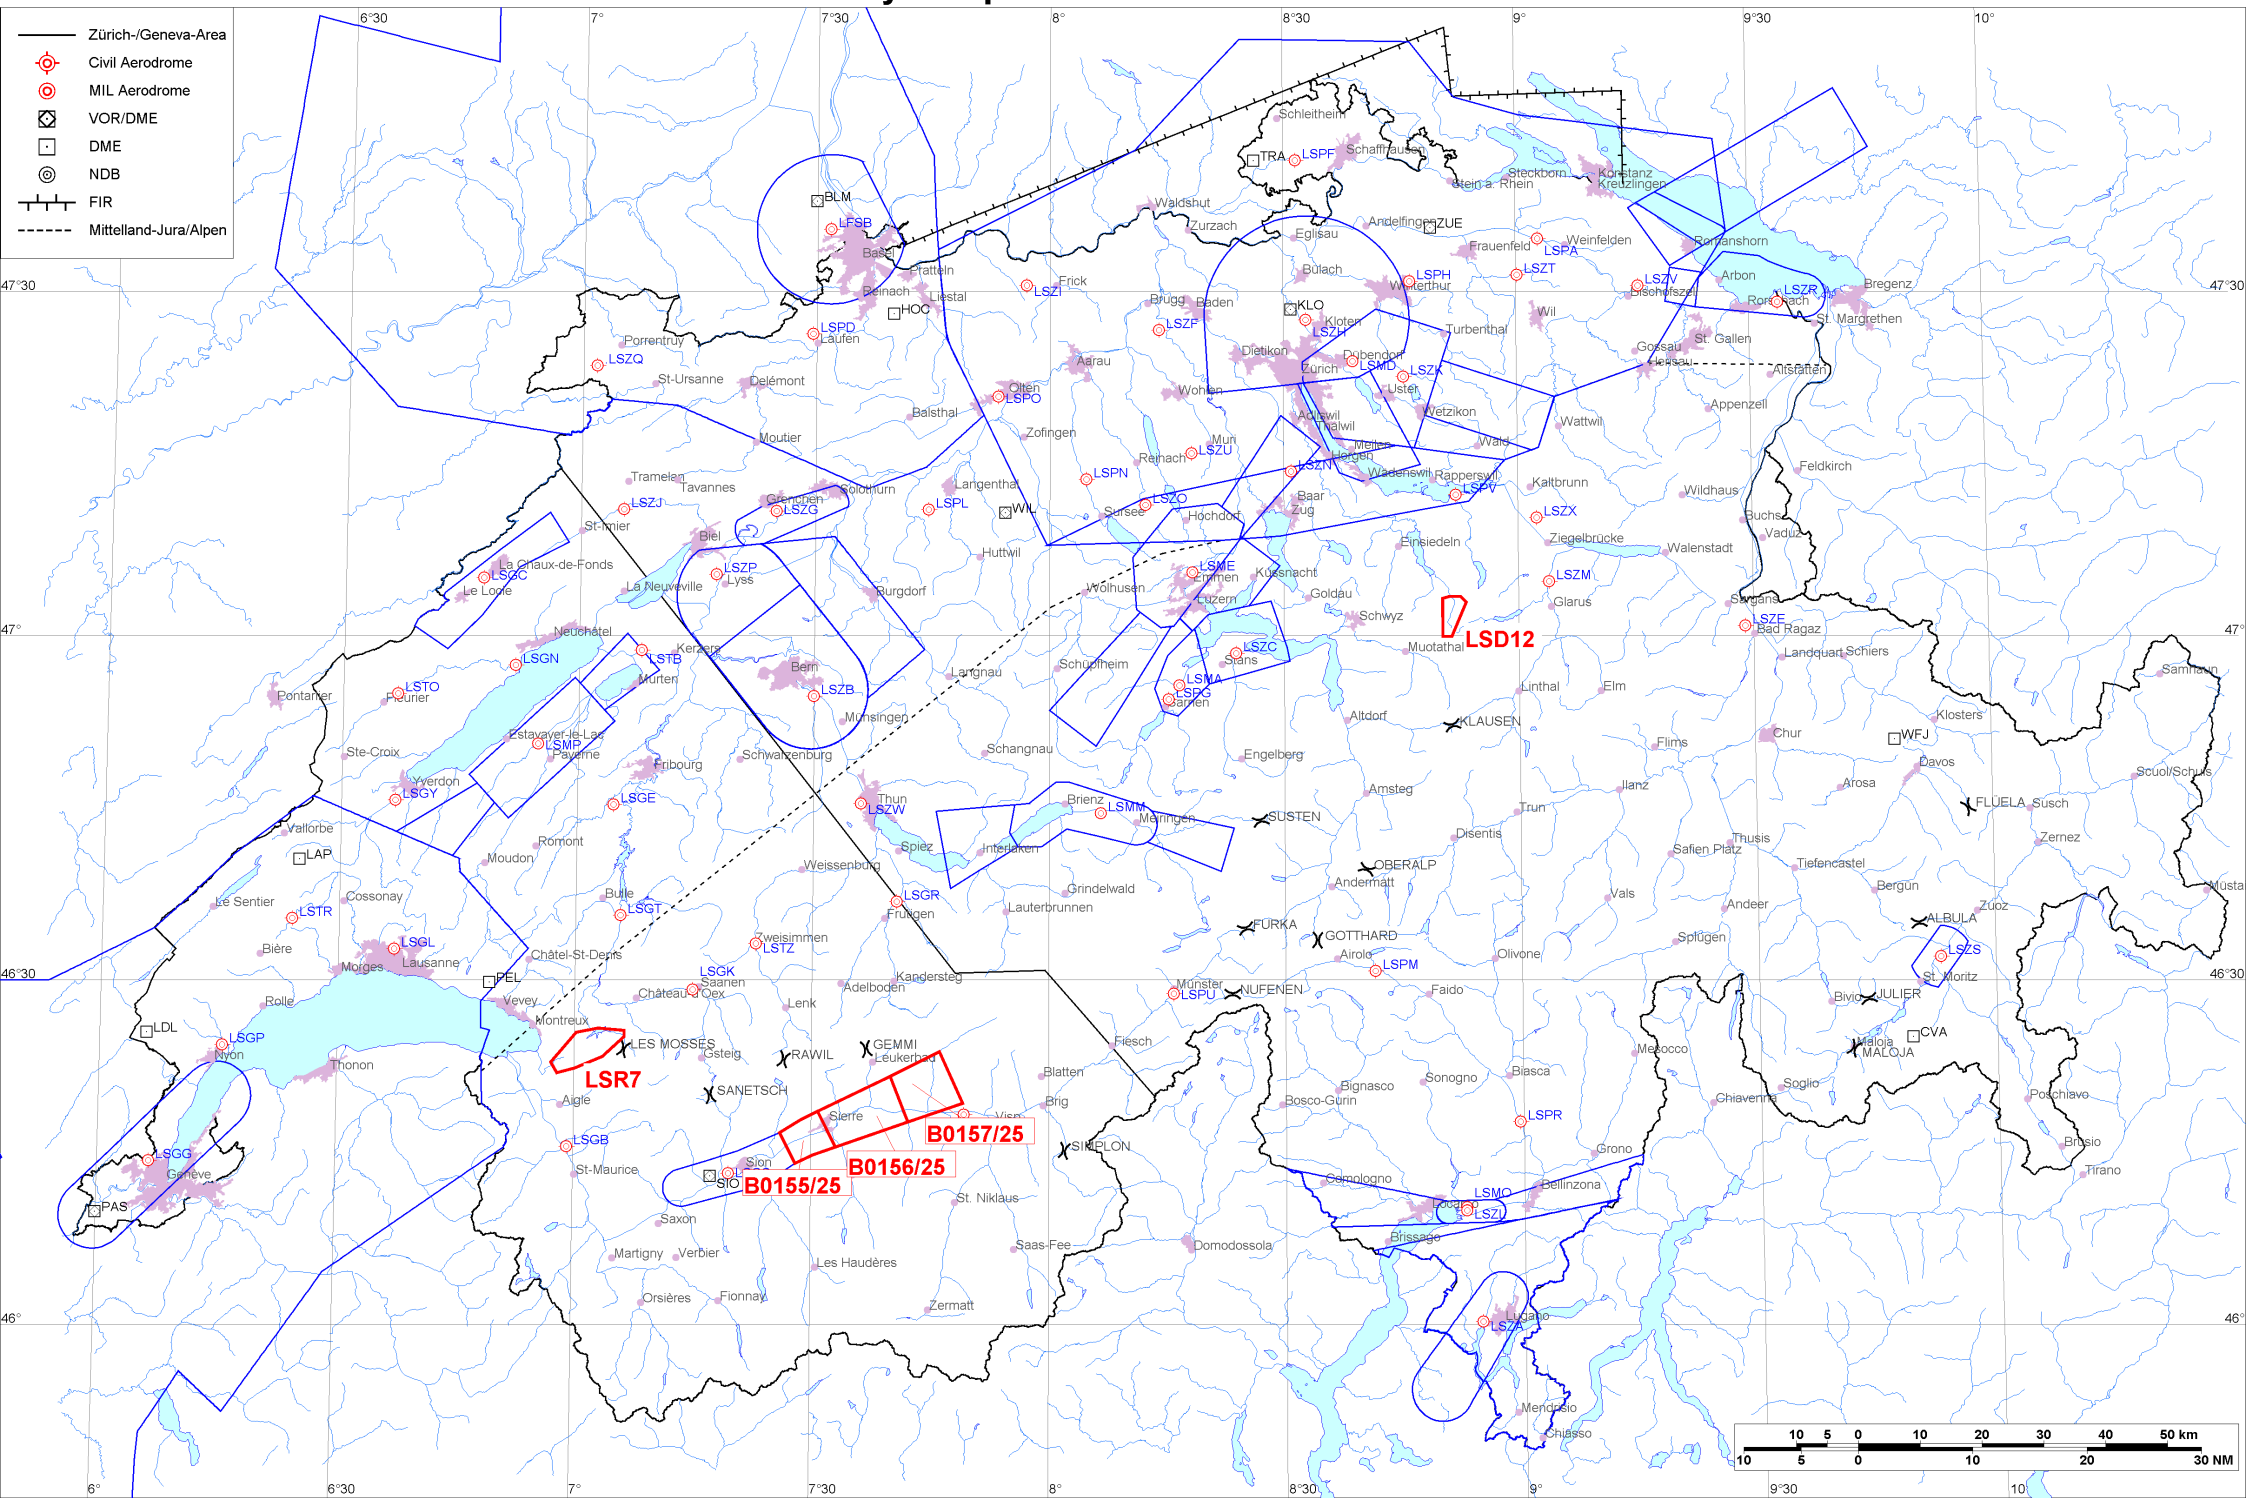 6°30
7°
7°30
8°
8°30
9°
9°30
10°
Zürich-/Geneva-Area
Civil Aerodrome
MIL Aerodrome
VOR/DME
DME
NDB
FIR
Mittelland-Jura/Alpen
Schleitheim
TRA
LSPF
Schaffhausen
Stein a. Rhein
Steckborn
Konstanz
Kreuzlingen
BLM
LFSB
Basel
Waldshut
Zurzach
Eglisau
Andelfingen
ZUE
Frauenfeld
LSPA
Weinfelden
Romanshorn
Pratteln
Liestal
Reinach
HOC
LSZI
Frick
Bülach
LSPH
Winterthur
LSZT
LSZV
Bischofszell
Arbon
LSZR
Rorschach
Bregenz
St. Margrethen
47°30
47°30
LSPD
Laufen
Brugg
Baden
LSZF
KLO
Kloten
LSZH
Turbenthal
Wil
Gossau
St. Gallen
Herisau
Altstätten
Porrentruy
LSZQ
St-Ursanne
Delémont
Aarau
Dietikon
Zürich
Dübendorf
LSMD
LSZK
Uster
Wetzikon
Appenzell
Olten
LSPO
Balsthal
Wohlen
Adliswil
Thalwil
Wattwil
Moutier
Zofingen
Muri
LSZU
Reinach
Meilen
Horgen
Wald
Feldkirch
Tramelan
Tavannes
LSPN
LSZN
Wädenswil
Rapperswil
LSPV
Kaltbrunn
Wildhaus
Grenchen
LSZG
Solothurn
Langenthal
LSPL
WIL
LSZJ
St-Imier
LSZO
Sursee
Hochdorf
Baar
Zug
LSZX
Buchs
Vaduz
Biel
Huttwil
Einsiedeln
Ziegelbrücke
Walenstadt
La Chaux-de-Fonds
LSGC
Le Locle
La Neuveville
LSZP
Lyss
Burgdorf
Wolhusen
LSME
Emmen
Luzern
Küssnacht
Goldau
Schwyz
LSZM
Glarus
Sargans
LSZE
Bad Ragaz
47°
Neuchâtel
LSGN
LSTB
Kerzers
Murten
Bern
LSZB
Langnau
Schüpfheim
LSZC
Stans
LSMA
LSPG
Sarnen
LSD12
Muotathal
Landquart
Schiers
Samnaun
Pontarlier
LSTO
Fleurier
Münsingen
Altdorf
KLAUSEN
Linthal
Elm
Klosters
Ste-Croix
Estavayer-le-Lac
LSMP
Payerne
Fribourg
Schwarzenburg
Schangnau
Engelberg
Flims
Chur
WFJ
Davos
Scuol/Schuls
Yverdon
LSGY
LSGE
Thun
LSZW
Brienz
LSMM
Meiringen
SUSTEN
Amsteg
Trun
Ilanz
Arosa
FLÜELA
Susch
Vallorbe
Romont
Moudon
LAP
Spiez
Interlaken
Weissenburg
Disentis
Safien Platz
Thusis
Tiefencastel
Zernez
OBERALP
Andermatt
Cossonay
Bulle
LSGT
LSGR
Frutigen
Grindelwald
Lauterbrunnen
Vals
Andeer
Bergün
Zuoz
Müsta
Le Sentier
LSTR
Bière
LSGL
Lausanne
Morges
Châtel-St-Denis
Zweisimmen
LSTZ
FURKA
GOTTHARD
Airolo
LSPM
Olivone
Splügen
ALBULA
LSZS
St. Moritz
46°30
46°30
PEL
Vevey
Montreux
LSGK
Saanen
Château d'Oex
Lenk
Adelboden
Kandersteg
Münster
LSPU
NUFENEN
Faido
Bivio
JULIER
Rolle
LDL
LSGP
Nyon
Thonon
LES MOSSES
LSR7
Gsteig
RAWIL
GEMMI
Leukerbad
Fiesch
Mesocco
Maloja
MALOJA
CVA
Aigle
SANETSCH
Blatten
Brig
Bignasco
Sonogno
Biasca
Bosco-Gurin
Soglio
Chiavenna
Poschiavo
Sierre
Visp
B0157/25
LSPR
LSGB
St-Maurice
Sion
SIO
B0155/25
B0156/25
SIMPLON
Grono
Brusio
Tirano
LSGG
Genève
PAS
St. Niklaus
Comologno
LSMO
LSZL
Locarno
Bellinzona
Saxon
Martigny
Verbier
Les Haudères
Saas-Fee
Domodossola
Brissago
Orsières
Fionnay
Zermatt
46°
46°
Lugano
LSZA
Mendrisio
Chiasso
10 5 0 10 20 30 40 50 km
10 5 0 10 20 30 NM
6°
6°30
7°
7°30
8°
8°30
9°
9°30
10°